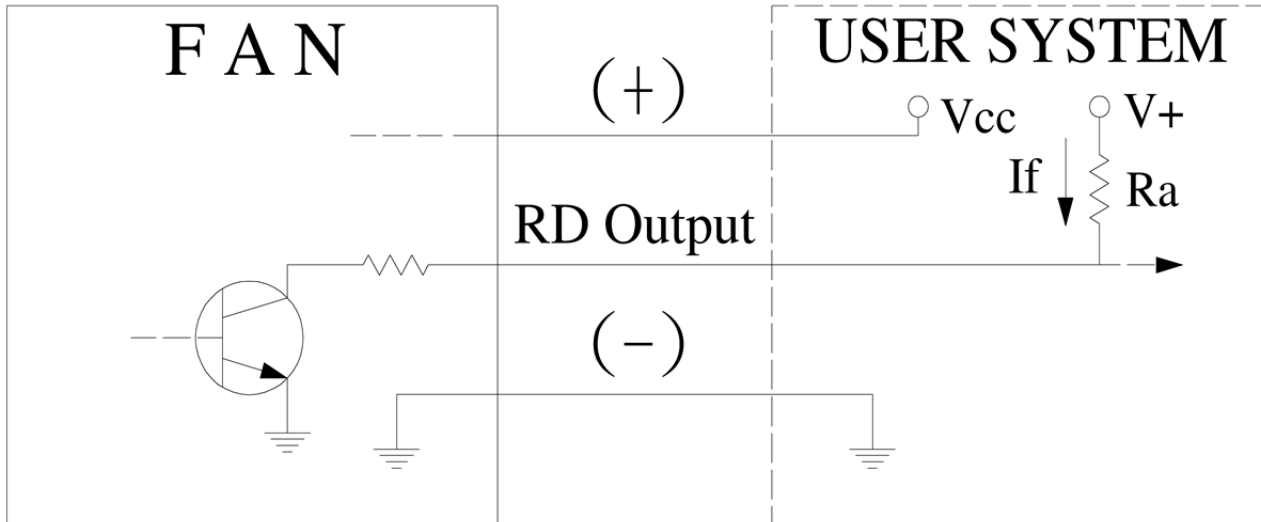 F A N
(+)
USER SYSTEM
Vcc
V+
If
Ra
RD Output
(-)